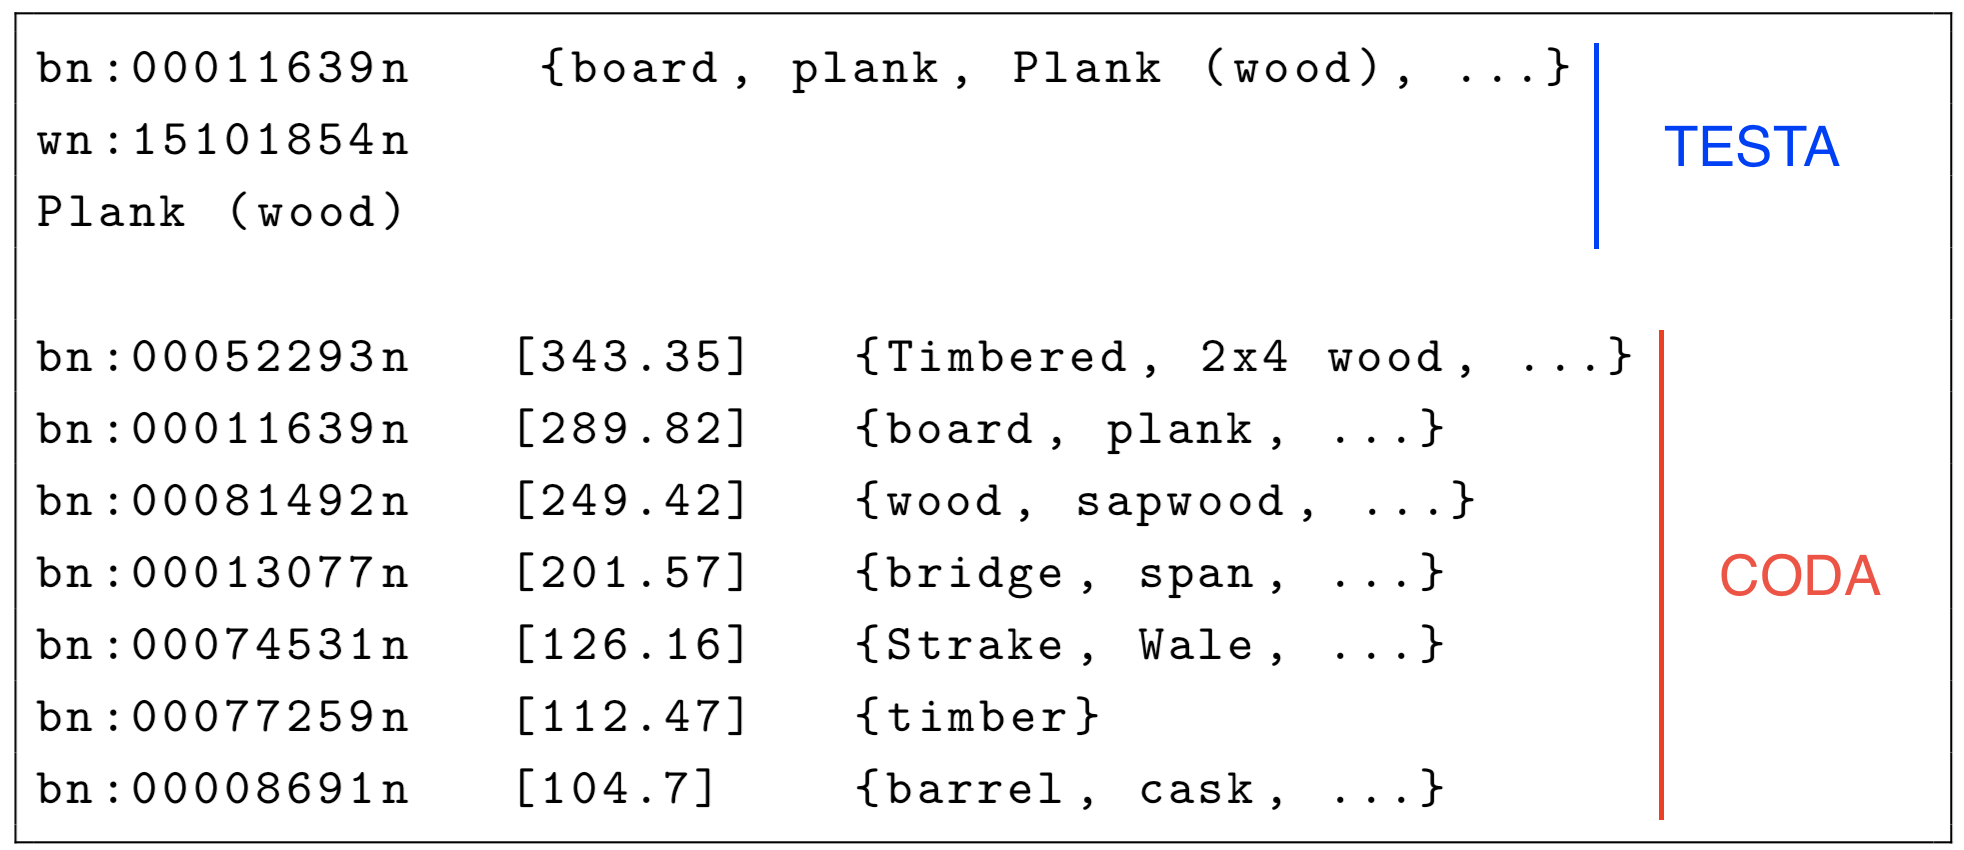 bn:00011639n {board, plank, Plank (wood), ...}
wn:15101854n
Plank (wood)
TESTA
bn:00052293n [343.35] {Timbered, 2x4 wood, ...}
bn:00011639n [289.82] {board, plank, ...}
bn:00081492n [249.42] {wood, sapwood, ...}
bn:00013077n [201.57] {bridge, span, ...}
bn:00074531n [126.16] {Strake, Wale, ...}
bn:00077259n [112.47] {timber}
bn:00008691n [104.7] {barrel, cask, ...}
CODA